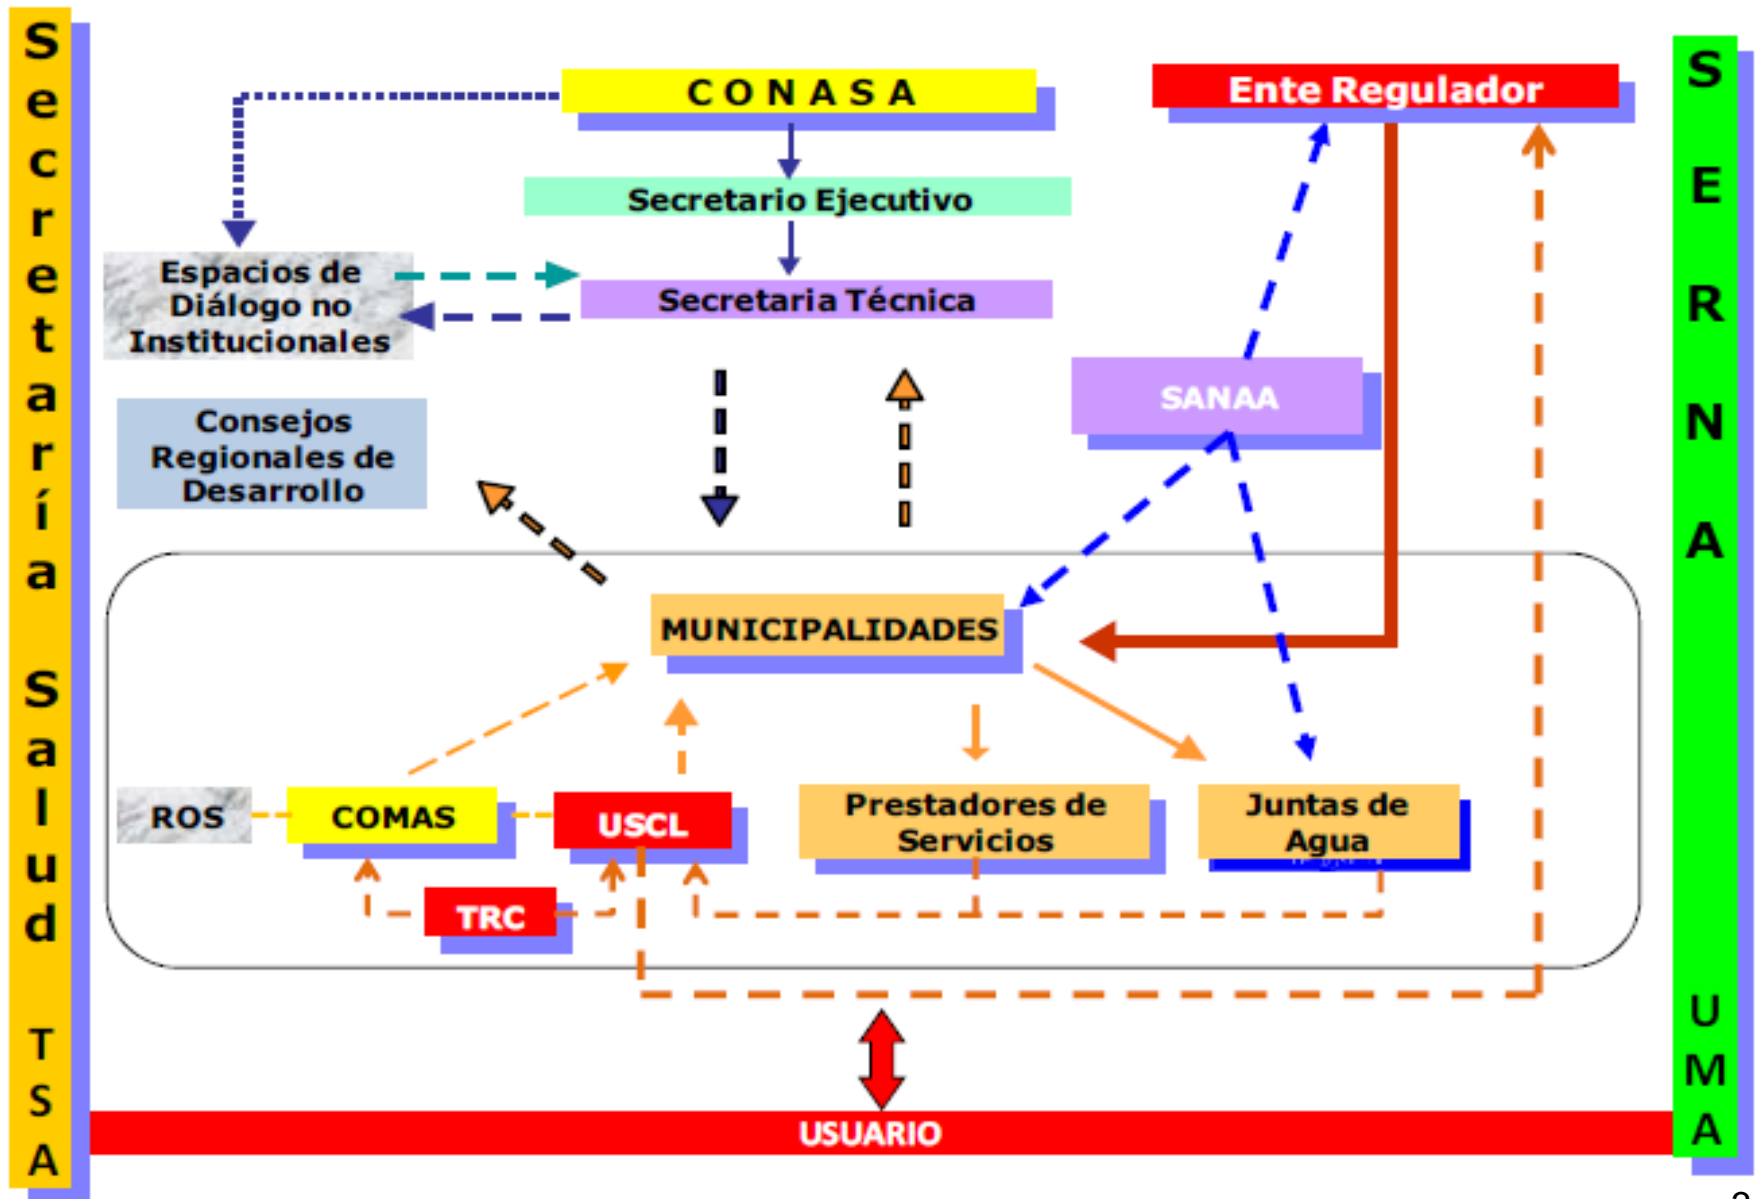 Secretaría Salud TSA
CONASA
Ente Regulador
SERNA UMA
Secretario Ejecutivo
Espacios de
Diálogo no
Institucionales
Secretaria Técnica
SANAA
Consejos
Regionales de
Desarrollo
MUNICIPALIDADES
ROS
COMAS
USCL
Prestadores de
Servicios
Juntas de
Agua
TRC
USUARIO